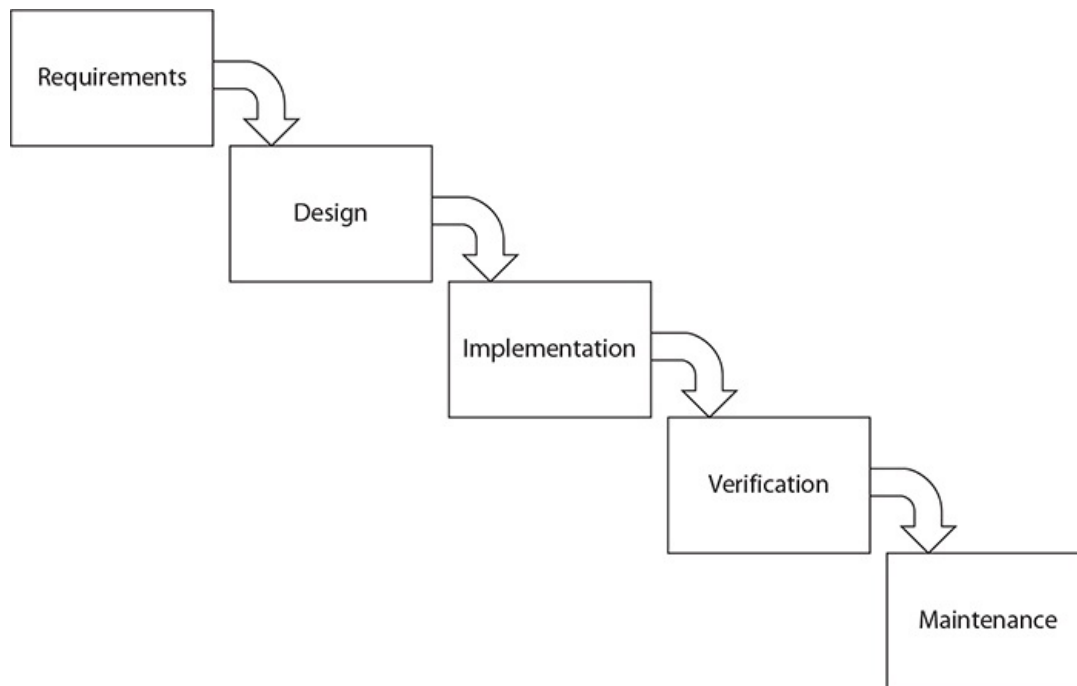 Requirements
Design
Implementation
Verification
Maintenance